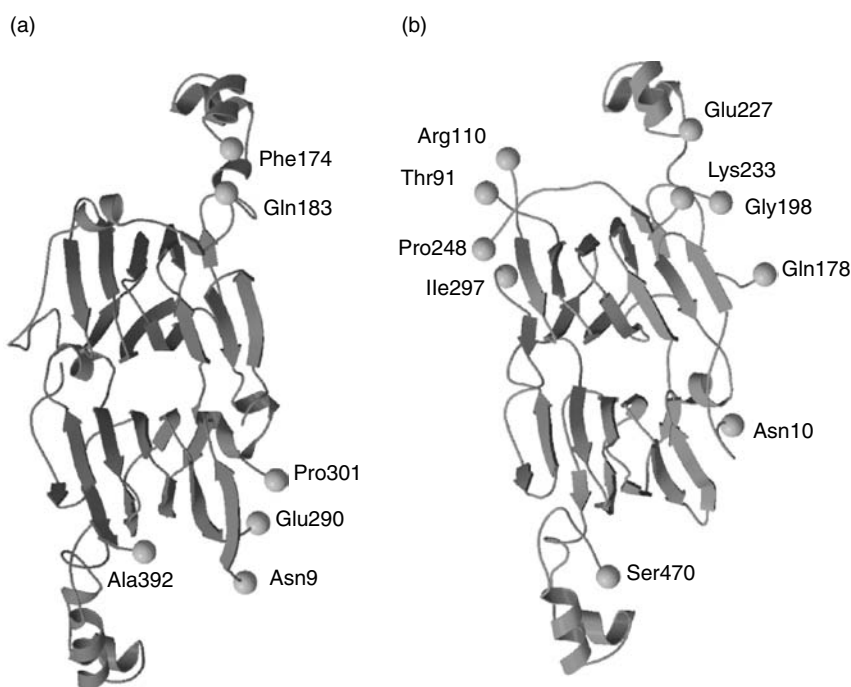 (a)
Phe174
Gln183
Pro301
Glu290
Ala392
Asn9
(b)
Glu227
Arg110
Lys233
Thr91
Gly198
Pro248
Gln178
Ile297
Asn10
Ser470